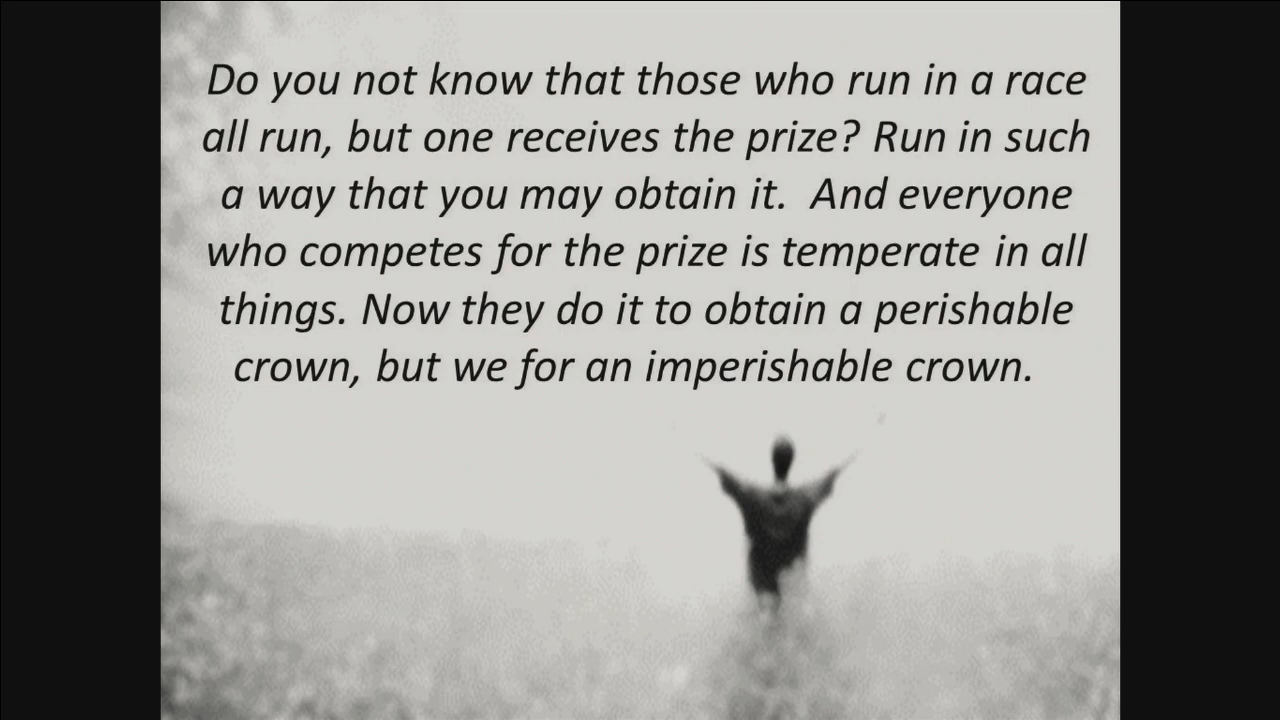 Do you not know that those who run in a race
all run, but one receives the prize? Run in such
a way that you may obtain it.  And everyone
who competes for the prize is temperate in all
things. Now they do it to obtain a perishable
crown, but we for an imperishable crown.